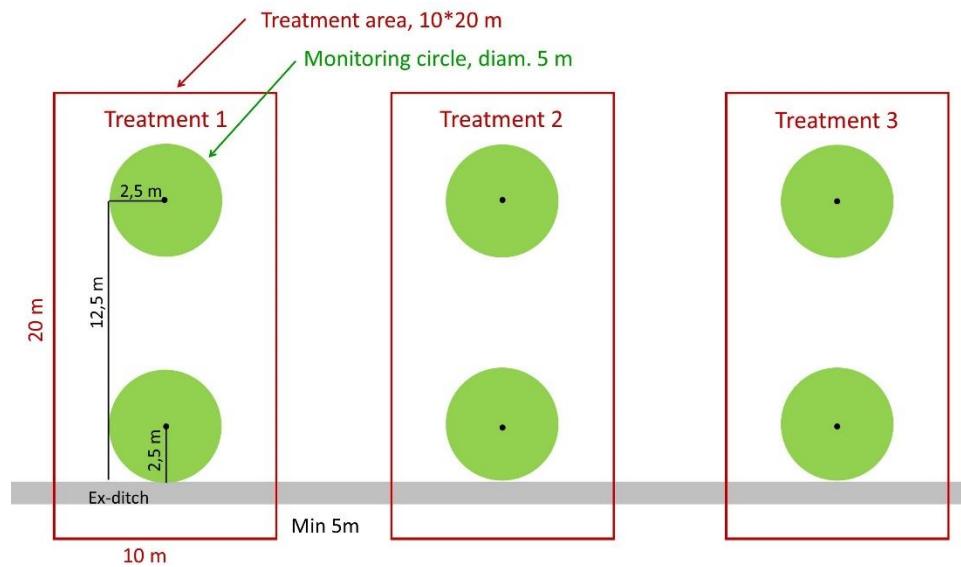 Treatment area, 10*20 m
Monitoring circle, diam. 5 m
Treatment 1
Treatment 2
Treatment 3
2,5 m
12,5 m
20 m
2,5 m
Ex-ditch
Min 5m
10 m